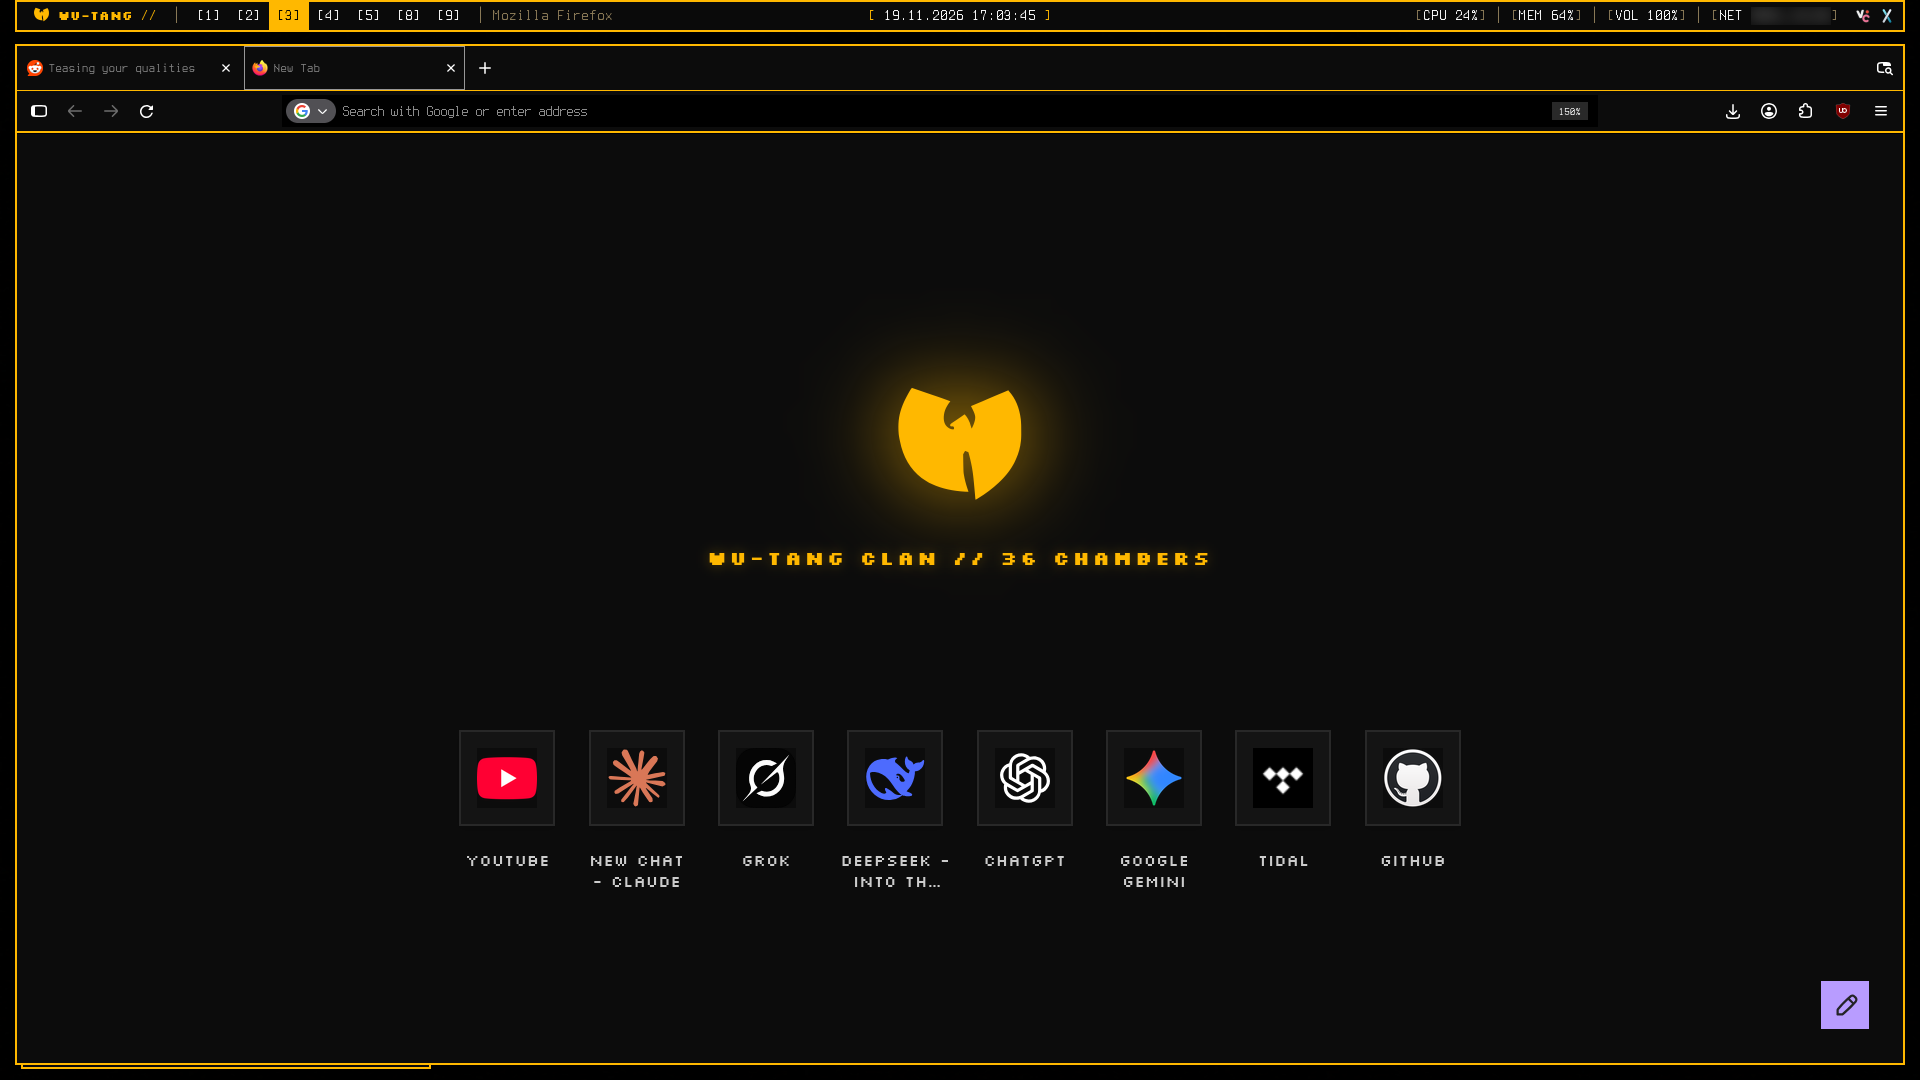 WU-TANG // [1] [2] [3] [4] [5] [8] [9] Mozilla Firefox [ 19.11.2026 17:03:45 ] [CPU 24%] [MEM 64%] [VOL 100%] [NET ]
Teasing your qualities New Tab
Search with Google or enter address 150%
WU-TANG CLAN // 36 CHAMBERS
YOUTUBE NEW CHAT GROK DEEPSEEK - CHATGPT GOOGLE TIDAL GITHUB
- CLAUDE INTO TH... GEMINI